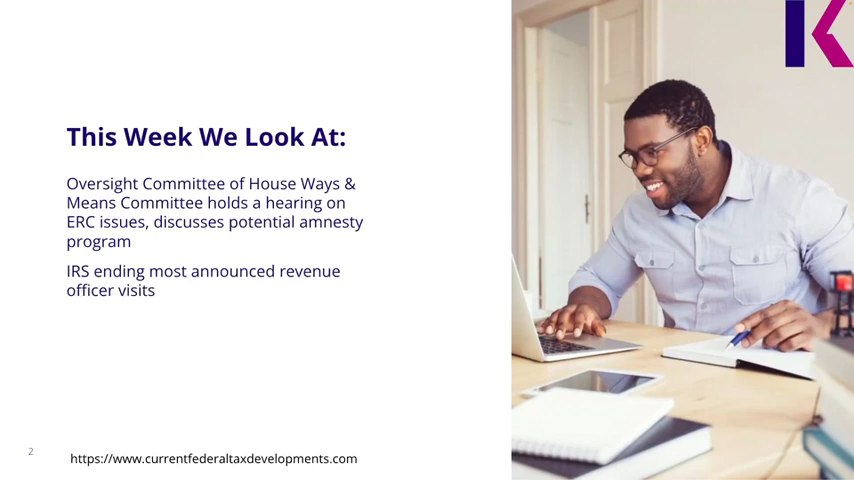 This Week We Look At:
Oversight Committee of House Ways &
Means Committee holds a hearing on
ERC issues, discusses potential amnesty
program
IRS ending most announced revenue
officer visits
2
https://www.currentfederaltaxdevelopments.com
K